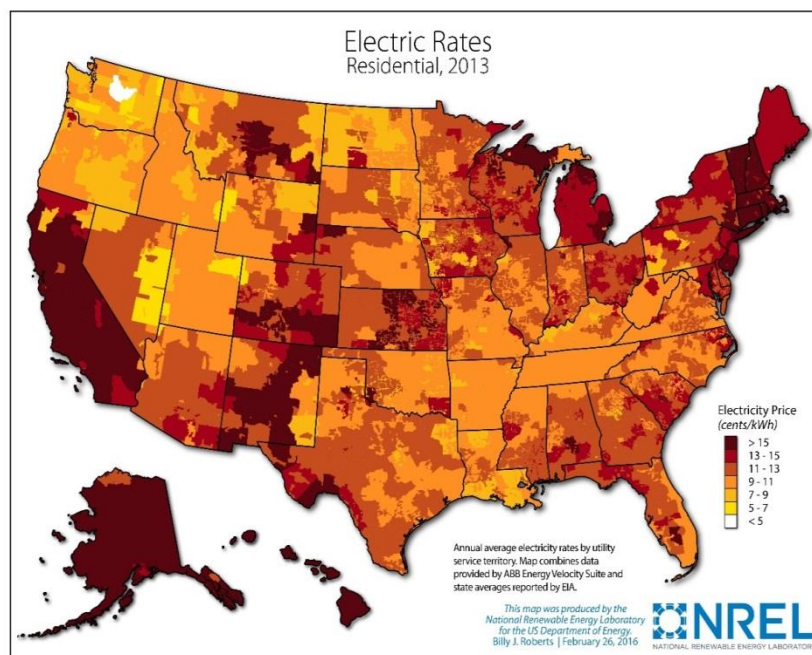 Electric Rates
Residential, 2013
Electricity Price
(cents/kWh)
> 15
13 - 15
11 - 13
9 - 11
7 - 9
5 - 7
< 5
Annual average electricity rates by utility
service territory. Map combines data
provided by ABB Energy Velocity Suite and
state averages reported by EIA.
This map was produced by the
National Renewable Energy Laboratory
for the US Department of Energy.
Billy J. Roberts | February 26, 2016
NREL
NATIONAL RENEWABLE ENERGY LABORATOR